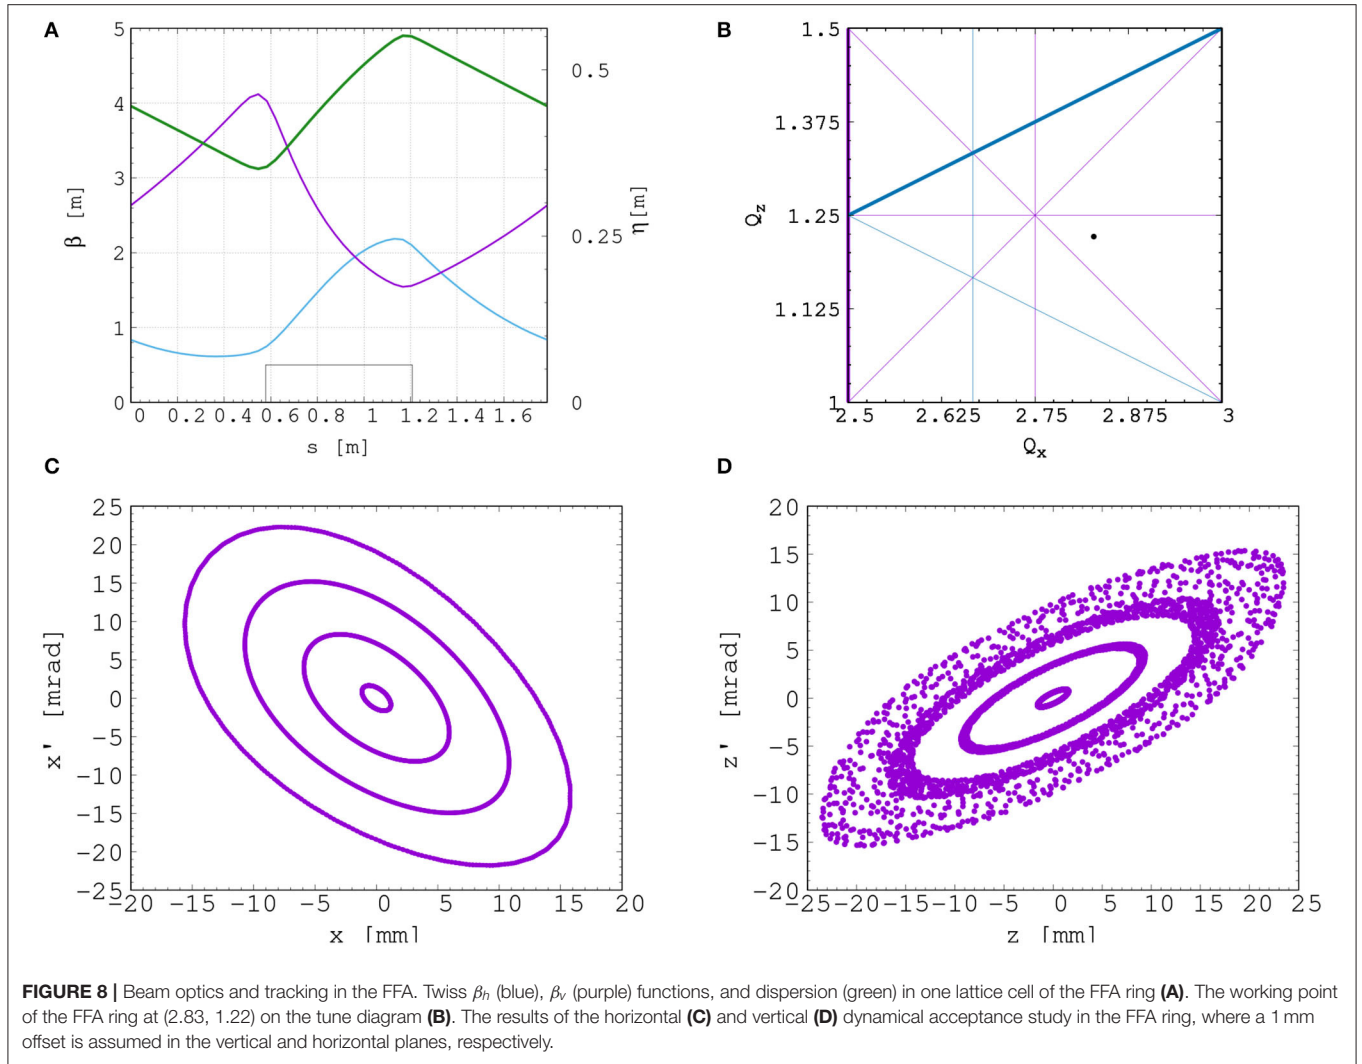 A
5
4
3
2
1
0
β [m]
0.5
0.25
0
η[m]
0 0.2 0.4 0.6 0.8 1 1.2 1.4 1.6
s [m]
B
1.5
1.375
1.25
1.125
1
Qz
2.5 2.625 2.75 2.875 3
Qx
C
25
20
15
10
5
0
−5
−10
−15
−20
−25
x' [mrad]
−20 −15 −10 −5 0 5 10 15 20
x [mm]
D
20
15
10
5
0
−5
−10
−15
−20
z' [mrad]
−25 −20 −15 −10 −5 0 5 10 15 20 25
z [mm]
FIGURE 8 | Beam optics and tracking in the FFA. Twiss βh (blue), βv (purple) functions, and dispersion (green) in one lattice cell of the FFA ring (A). The working point
of the FFA ring at (2.83, 1.22) on the tune diagram (B). The results of the horizontal (C) and vertical (D) dynamical acceptance study in the FFA ring, where a 1 mm
offset is assumed in the vertical and horizontal planes, respectively.